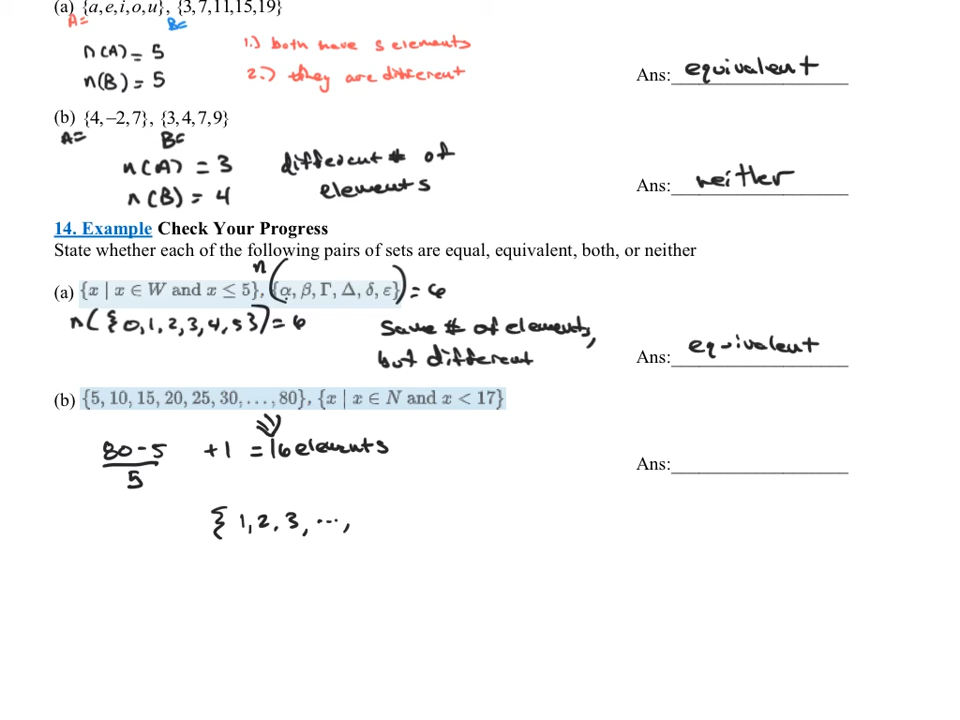 (a) {a,e,i,o,u}, {3,7,11,15,19}
A= B=
n(A) = 5 1.) both have 5 elements
n(B) = 5 2.) they are different
Ans: equivalent
(b) {4,−2,7}, {3,4,7,9}
A= B=
n(A) = 3 different # of
n(B) = 4 elements
Ans: neither
14. Example Check Your Progress
State whether each of the following pairs of sets are equal, equivalent, both, or neither
(a) {x | x ∈ W and x ≤ 5}, n({α, β, Γ, Δ, δ, ε}) = 6
n({0,1,2,3,4,5}) = 6 Same # of elements,
but different
Ans: equivalent
(b) {5, 10, 15, 20, 25, 30, . . . , 80}, {x | x ∈ N and x < 17}
80-5 +1 = 16 elements
5
Ans:
{ 1, 2, 3, ...,